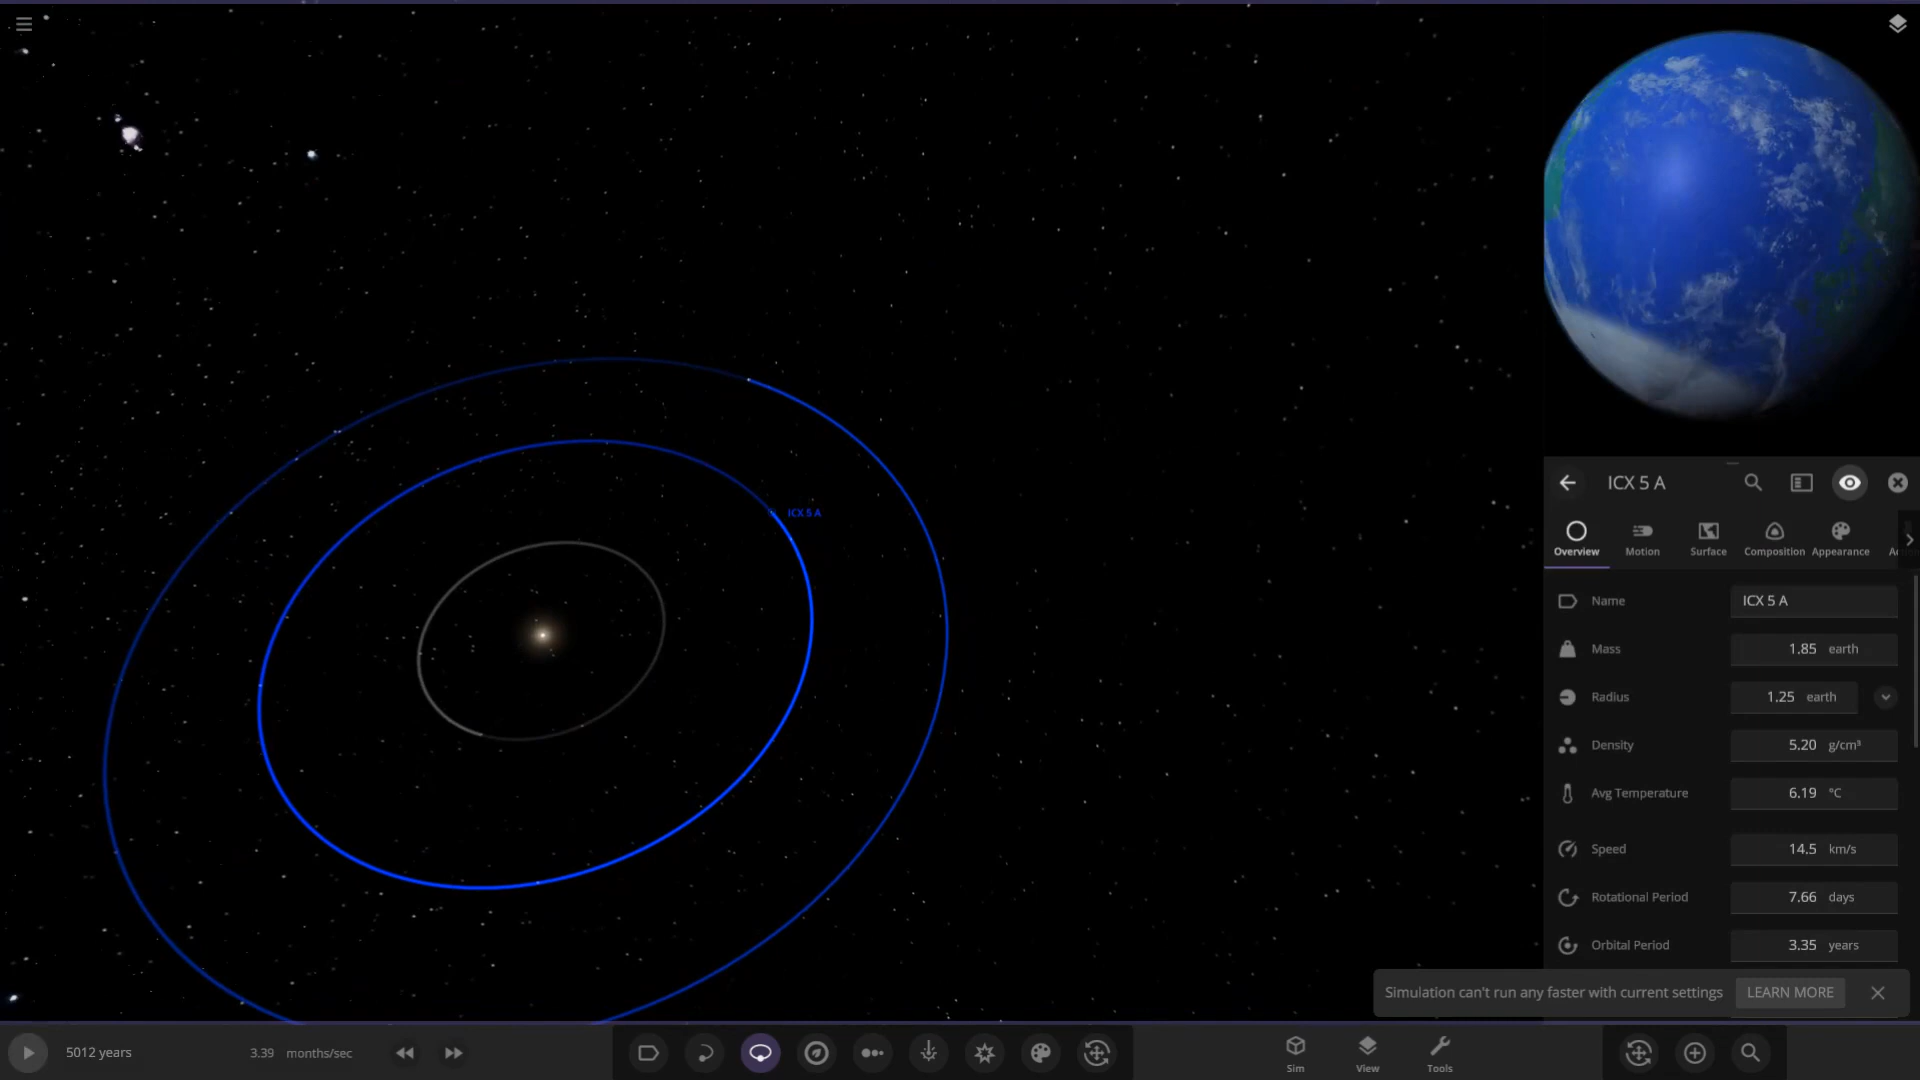 ICX 5 A
ICX 5 A
Overview
Motion
Surface
Composition
Appearance
Name
ICX 5 A
Mass
1.85 earth
Radius
1.25 earth
Density
5.20 g/cm³
Avg Temperature
6.19 °C
Speed
14.5 km/s
Rotational Period
7.66 days
Orbital Period
3.35 years
Simulation can't run any faster with current settings
LEARN MORE
5012 years
3.39 months/sec
Sim
View
Tools